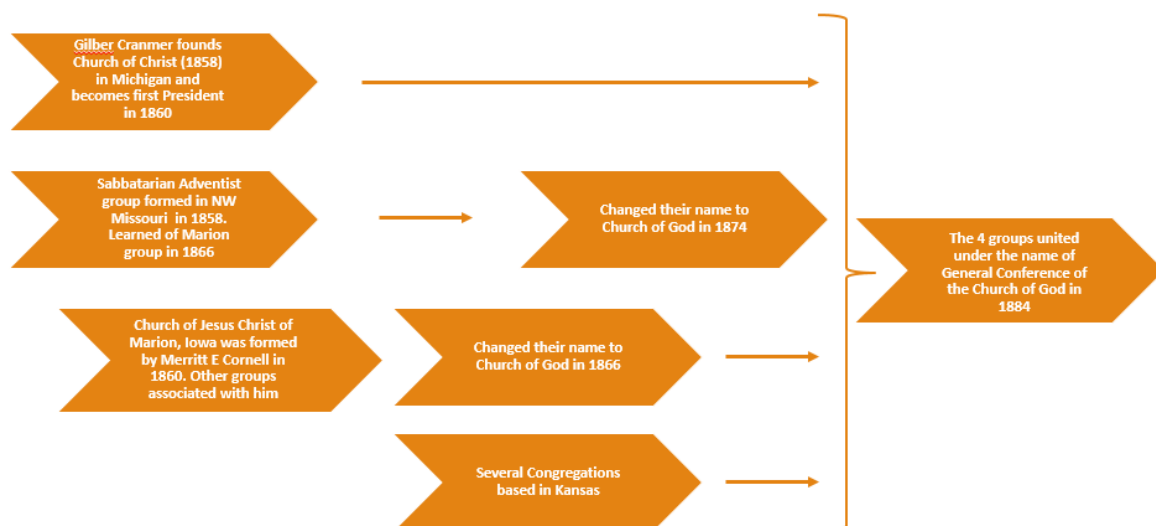 Gilber Cranmer founds
Church of Christ (1858)
in Michigan and
becomes first President
in 1860
Sabbatarian Adventist
group formed in NW
Missouri in 1858.
Learned of Marion
group in 1866
Changed their name to
Church of God in 1874
The 4 groups united
under the name of
General Conference of
the Church of God in
1884
Church of Jesus Christ of
Marion, Iowa was formed
by Merritt E Cornell in
1860. Other groups
associated with him
Changed their name to
Church of God in 1866
Several Congregations
based in Kansas